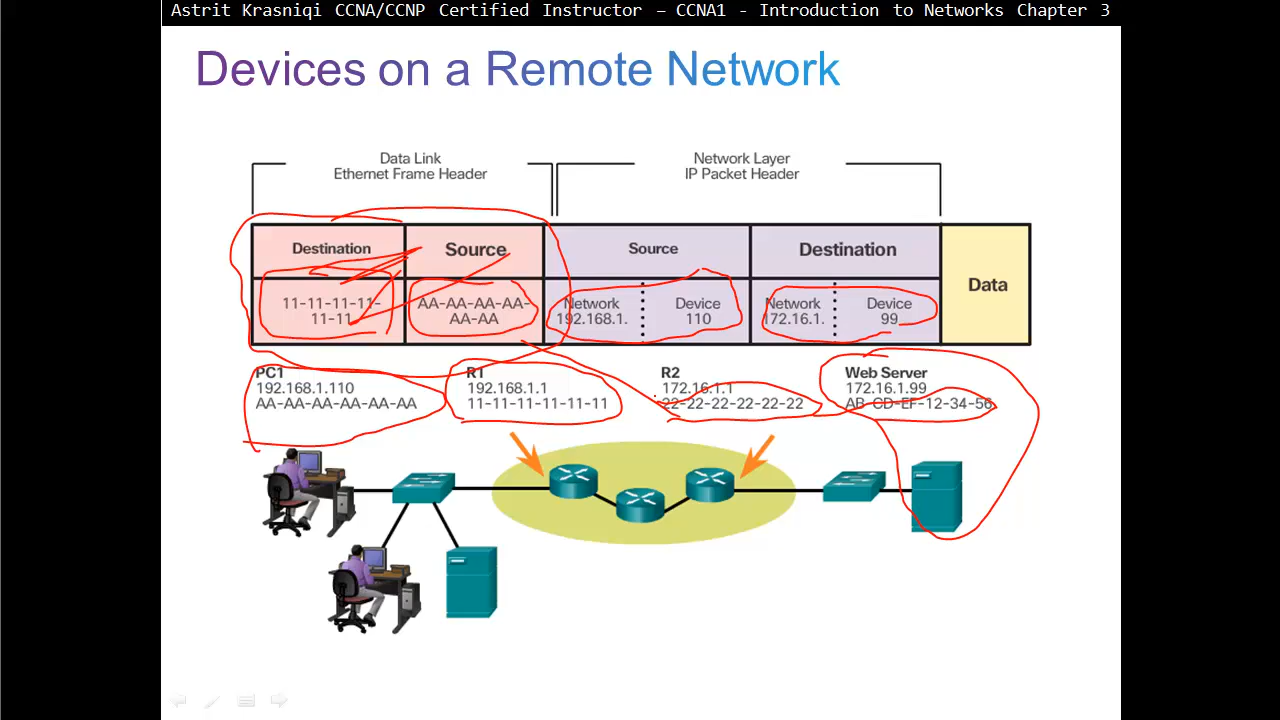 Astrit Krasniqi CCNA/CCNP Certified Instructor – CCNA1 - Introduction to Networks Chapter 3
Devices on a Remote Network
Data Link
Ethernet Frame Header
Network Layer
IP Packet Header
Destination
Source
Source
Destination
Data
11-11-11-11-
11-11
AA-AA-AA-AA-
AA-AA
Network
192.168.1.
Device
110
Network
172.16.1.
Device
99
PC1
192.168.1.110
AA-AA-AA-AA-AA-AA
R1
192.168.1.1
11-11-11-11-11-11
R2
172.16.1.1
22-22-22-22-22-22
Web Server
172.16.1.99
AB-CD-EF-12-34-56